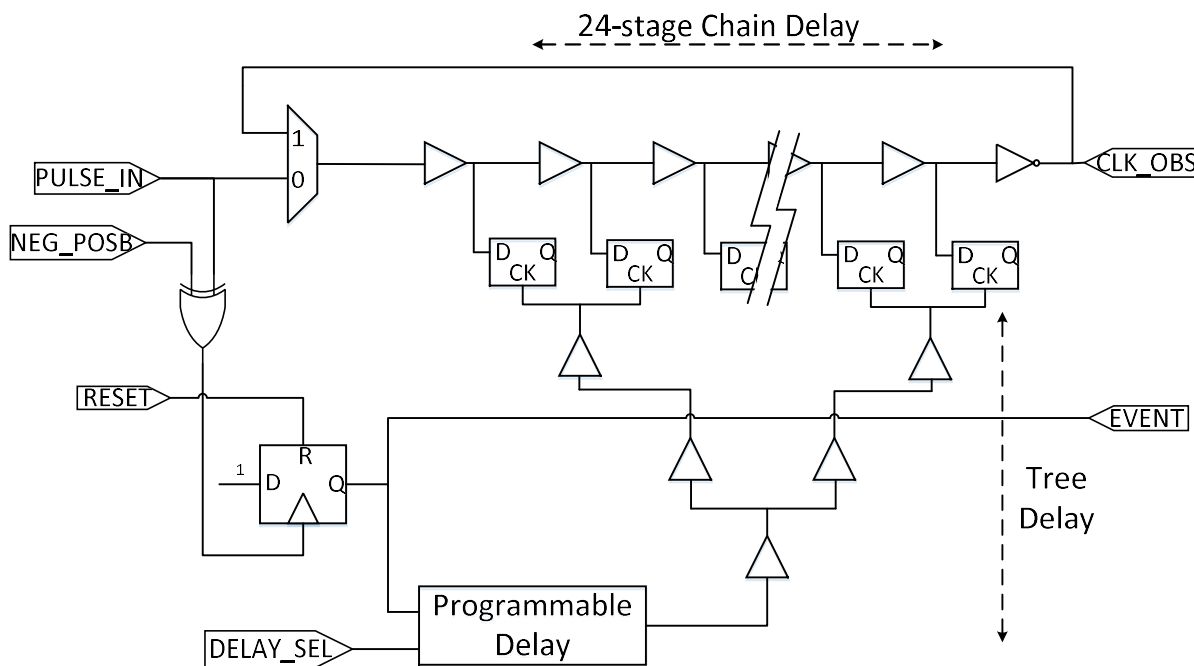 24-stage Chain Delay
1
0
PULSE_IN
CLK_OBS
NEG_POSB
D Q
CK
D Q
CK
D
D Q
CK
D Q
CK
RESET
EVENT
R
1
D Q
Tree
Delay
Programmable
Delay
DELAY_SEL